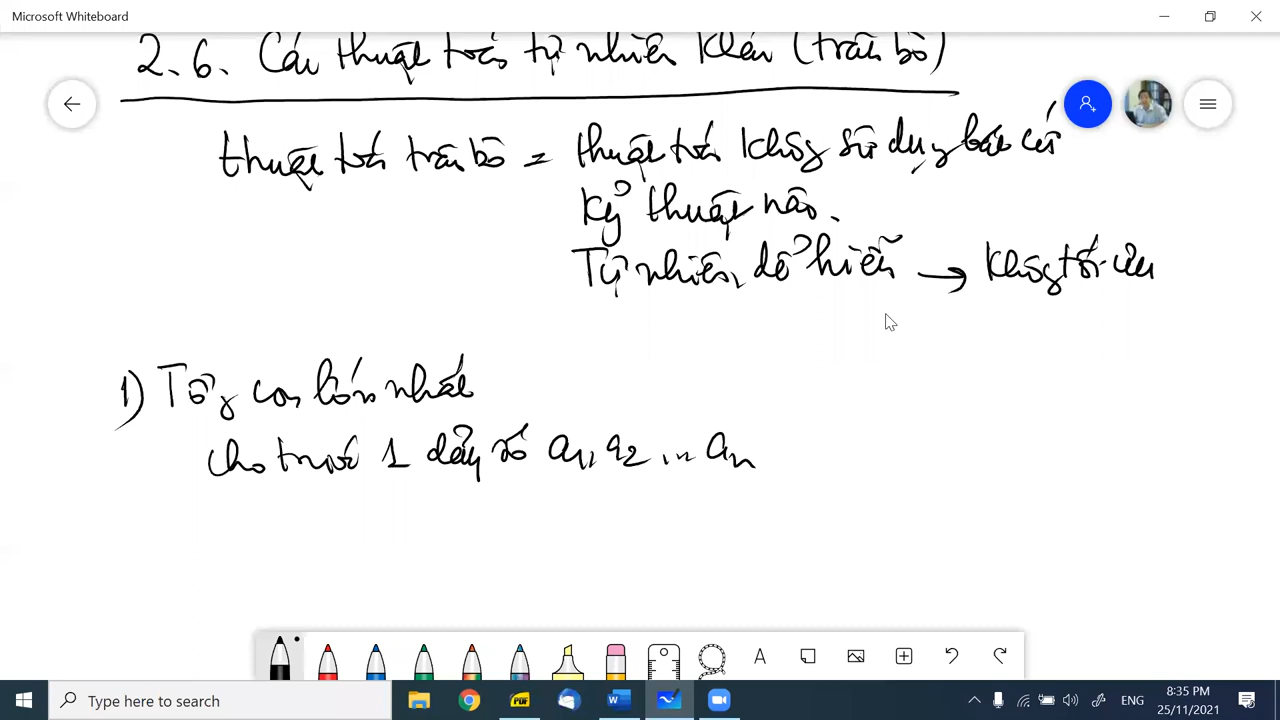 Microsoft Whiteboard
2.6. Các thuật toán tự nhiên khác (trâu bò)
thuật toán trâu bò = thuật toán không sử dụng bất cứ
kỹ thuật nào.
Tự nhiên, dễ hiểu → không tối ưu
1) Tổng con lớn nhất
cho trước 1 dãy số a1, a2 ... an
A
Type here to search
PDF
W
ENG
8:35 PM
25/11/2021